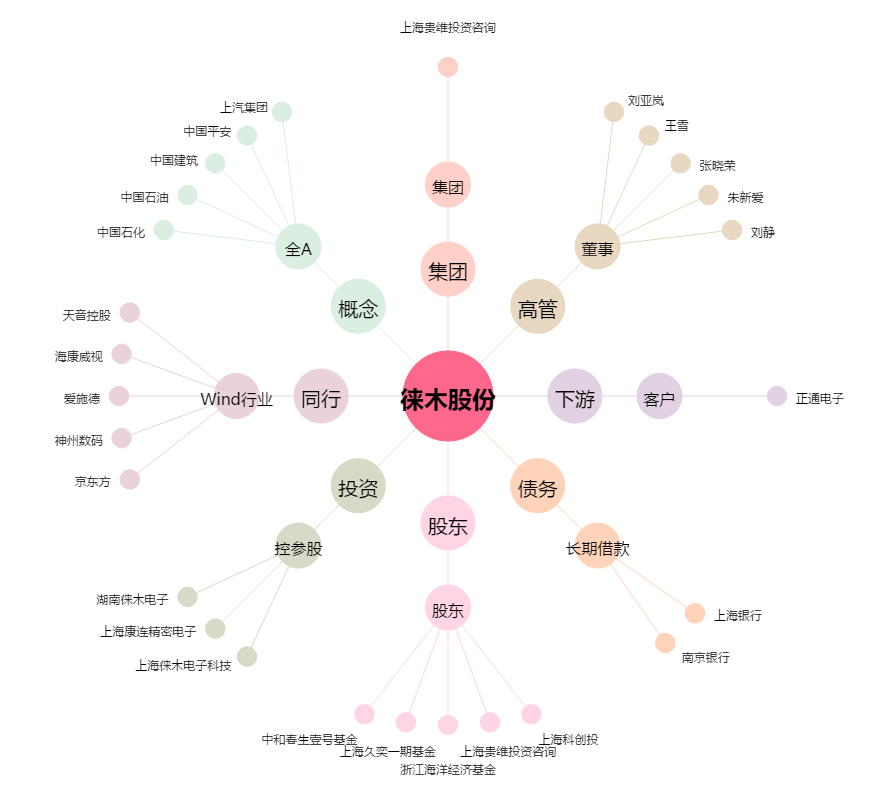 上海贵维投资咨询
上汽集团
刘亚岚
中国平安
王雪
中国建筑
张晓荣
集团
中国石油
朱新爱
中国石化
刘静
全A
董事
集团
概念
高管
天音控股
海康威视
爱施德
Wind行业
同行
徕木股份
下游
客户
正通电子
神州数码
京东方
投资
债务
股东
控参股
长期借款
湖南徕木电子
股东
上海银行
上海康连精密电子
南京银行
上海徕木电子科技
中和春生壹号基金
上海科创投
上海久奕一期基金
上海贵维投资咨询
浙江海洋经济基金